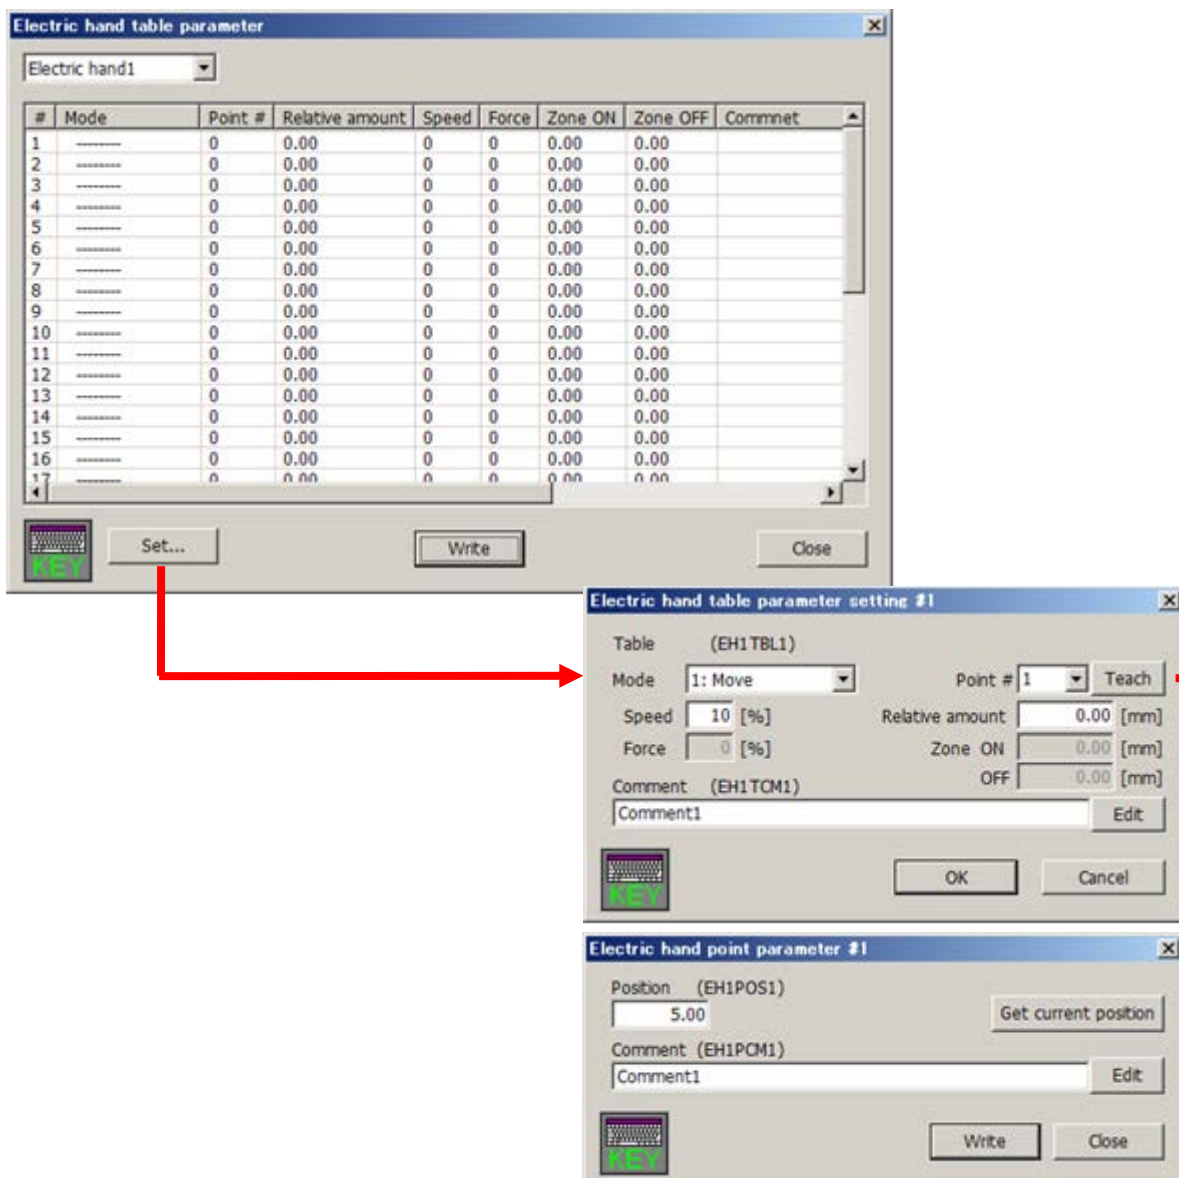 Electric hand table parameter
Electric hand1
# Mode Point # Relative amount Speed Force Zone ON Zone OFF Commnet
1 -------- 0 0.00 0 0 0.00 0.00
2 -------- 0 0.00 0 0 0.00 0.00
3 -------- 0 0.00 0 0 0.00 0.00
4 -------- 0 0.00 0 0 0.00 0.00
5 -------- 0 0.00 0 0 0.00 0.00
6 -------- 0 0.00 0 0 0.00 0.00
7 -------- 0 0.00 0 0 0.00 0.00
8 -------- 0 0.00 0 0 0.00 0.00
9 -------- 0 0.00 0 0 0.00 0.00
10 -------- 0 0.00 0 0 0.00 0.00
11 -------- 0 0.00 0 0 0.00 0.00
12 -------- 0 0.00 0 0 0.00 0.00
13 -------- 0 0.00 0 0 0.00 0.00
14 -------- 0 0.00 0 0 0.00 0.00
15 -------- 0 0.00 0 0 0.00 0.00
16 -------- 0 0.00 0 0 0.00 0.00
17 -------- 0 0.00 0 0 0.00 0.00
KEY Set... Write Close
Electric hand table parameter setting #1
Table (EH1TBL1)
Mode 1: Move Point # 1 Teach
Speed 10 [%] Relative amount 0.00 [mm]
Force 0 [%] Zone ON 0.00 [mm]
OFF 0.00 [mm]
Comment (EH1TCM1)
Comment1 Edit
KEY OK Cancel
Electric hand point parameter #1
Position (EH1POS1)
5.00 Get current position
Comment (EH1PCM1)
Comment1 Edit
KEY Write Close